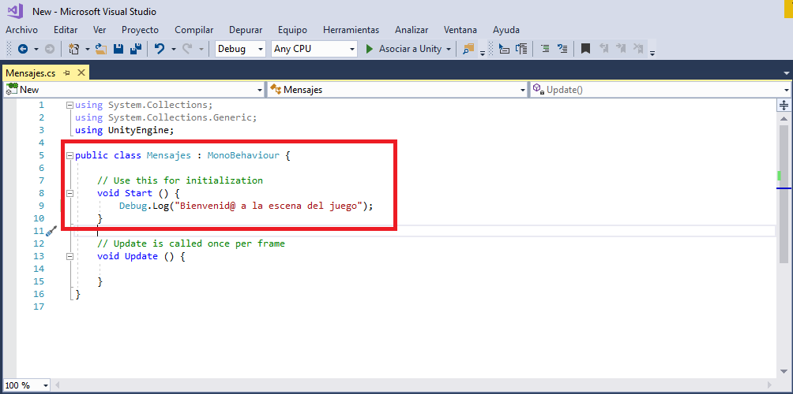 New - Microsoft Visual Studio
Archivo Editar Ver Proyecto Compilar Depurar Equipo Herramientas Analizar Ventana Ayuda
Debug Any CPU Asociar a Unity
Mensajes.cs
New Mensajes Update()
1 using System.Collections;
2 using System.Collections.Generic;
3 using UnityEngine;
4
5 public class Mensajes : MonoBehaviour {
6
7 // Use this for initialization
8 void Start () {
9 Debug.Log("Bienvenid@ a la escena del juego");
10 }
11
12 // Update is called once per frame
13 void Update () {
14
15 }
16 }
17
100 %